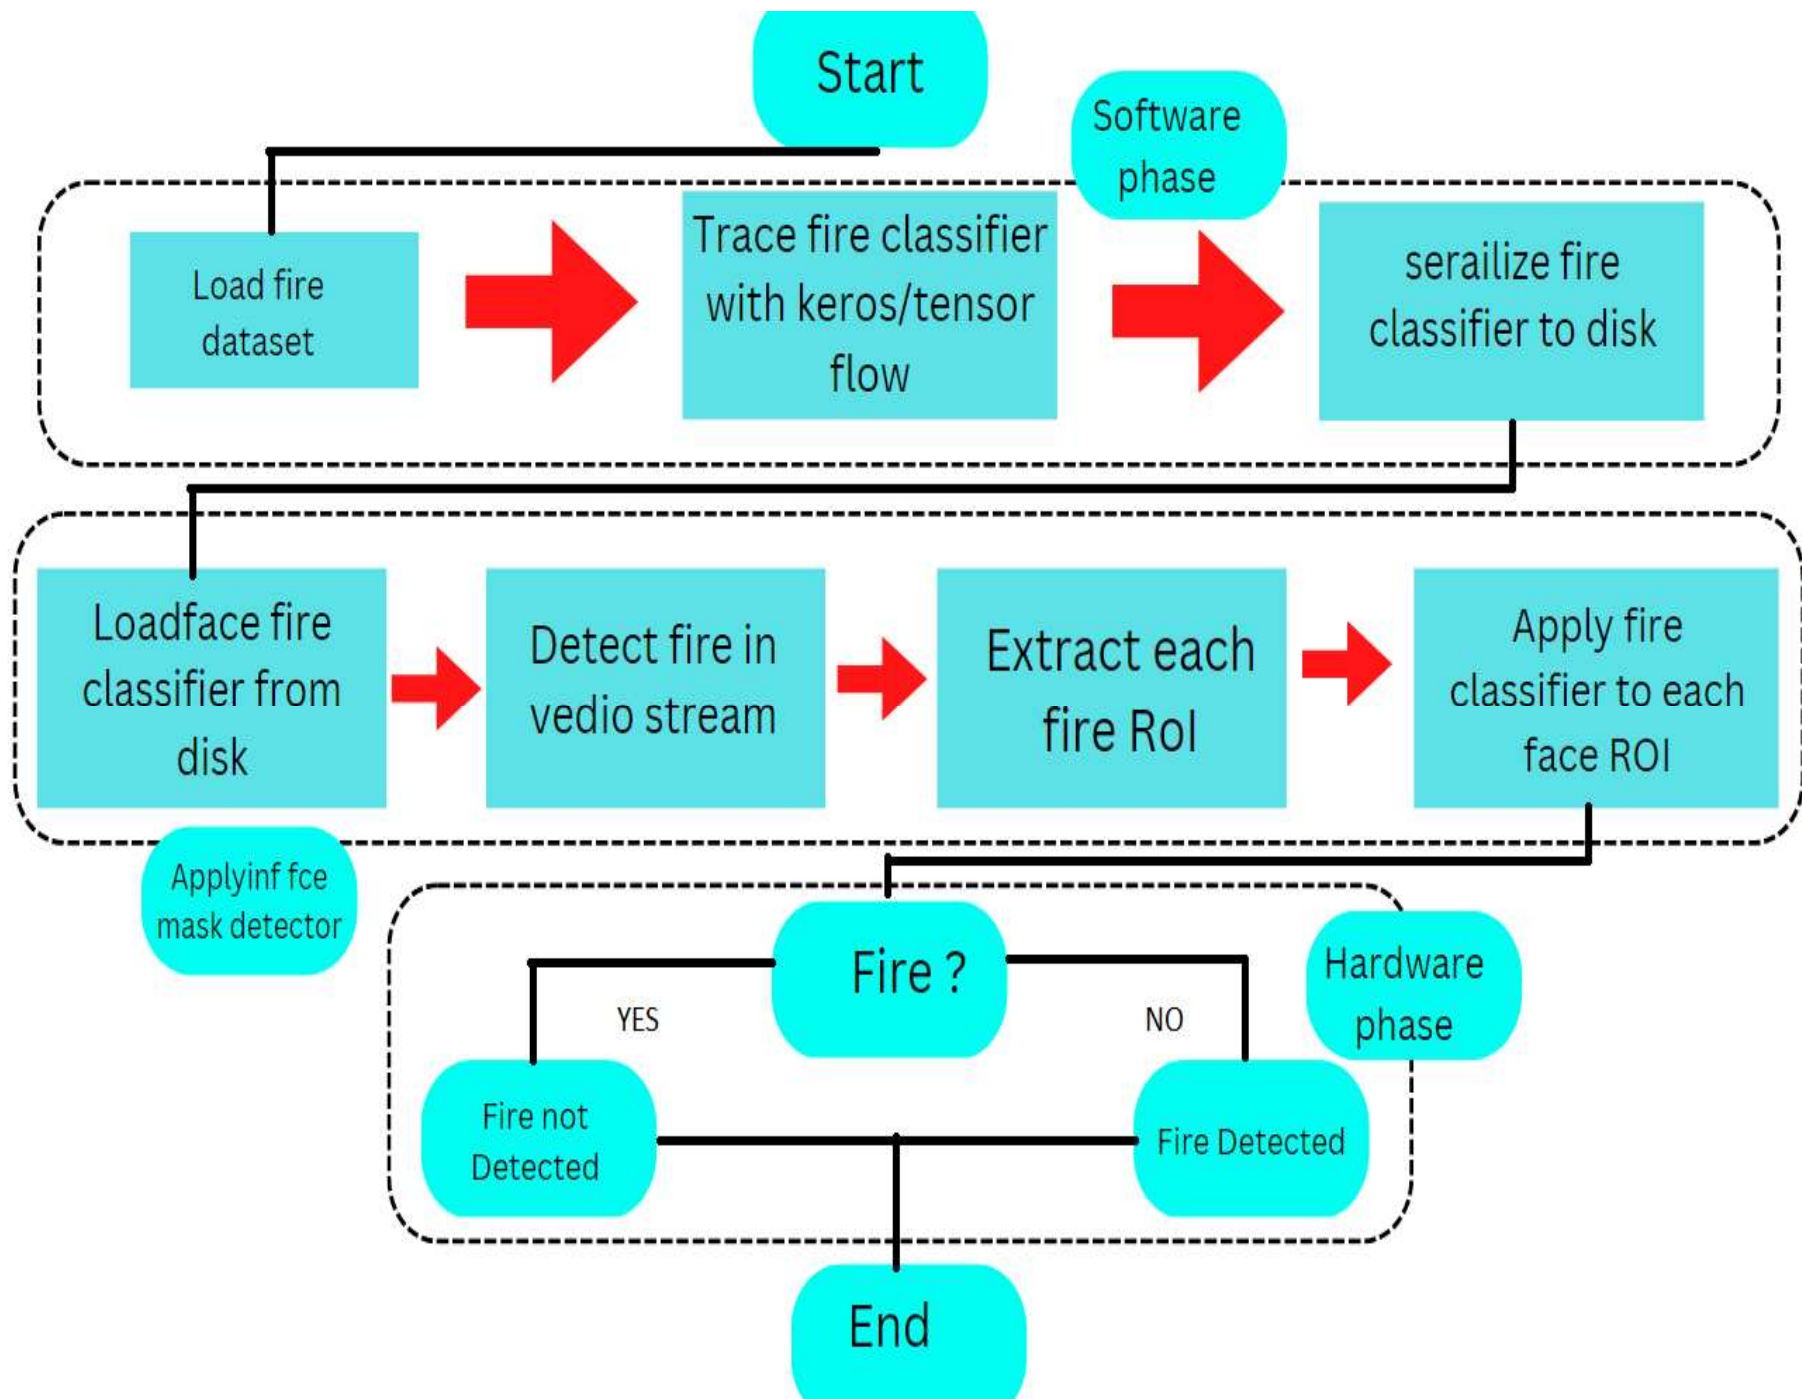 Start
Software
phase
Load fire
dataset
Trace fire classifier
with keros/tensor
flow
serailize fire
classifier to disk
Loadface fire
classifier from
disk
Detect fire in
vedio stream
Extract each
fire RoI
Apply fire
classifier to each
face ROI
Applyinf fce
mask detector
Fire ?
Hardware
phase
YES
NO
Fire not
Detected
Fire Detected
End